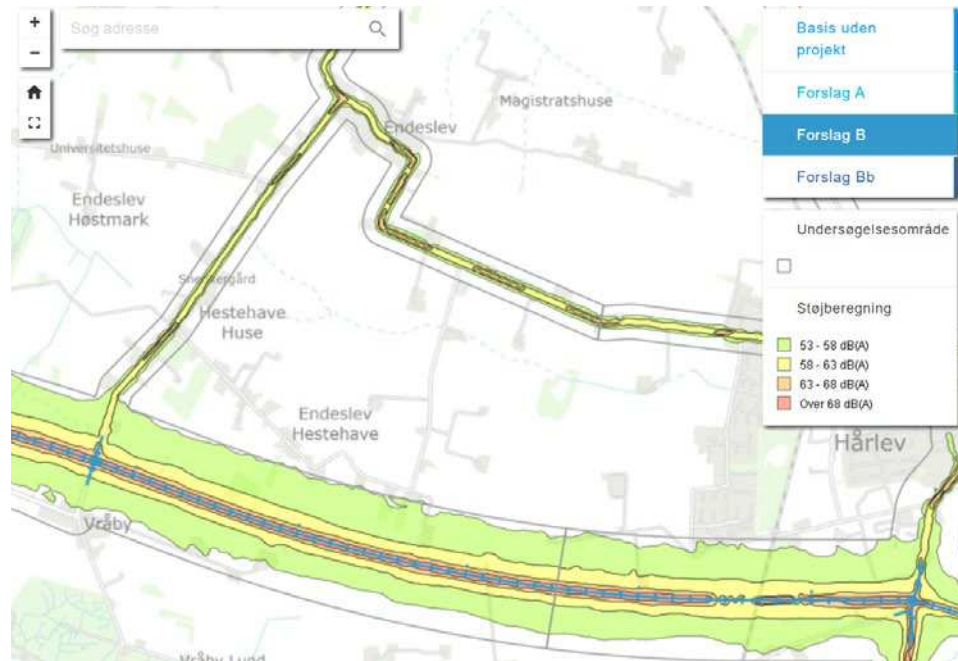 +
Søg adresse
−
Basis uden
projekt
Forslag A
Forslag B
Forslag Bb
Undersøgelsesområde
Støjberegning
53 - 58 dB(A)
58 - 63 dB(A)
63 - 68 dB(A)
Over 68 dB(A)
Magistratshuse
Endeslev
Universitetshuse
Endeslev
Høstmark
Hestehave
Huse
Endeslev
Hestehave
Hårlev
Vråby
Vråby Lund